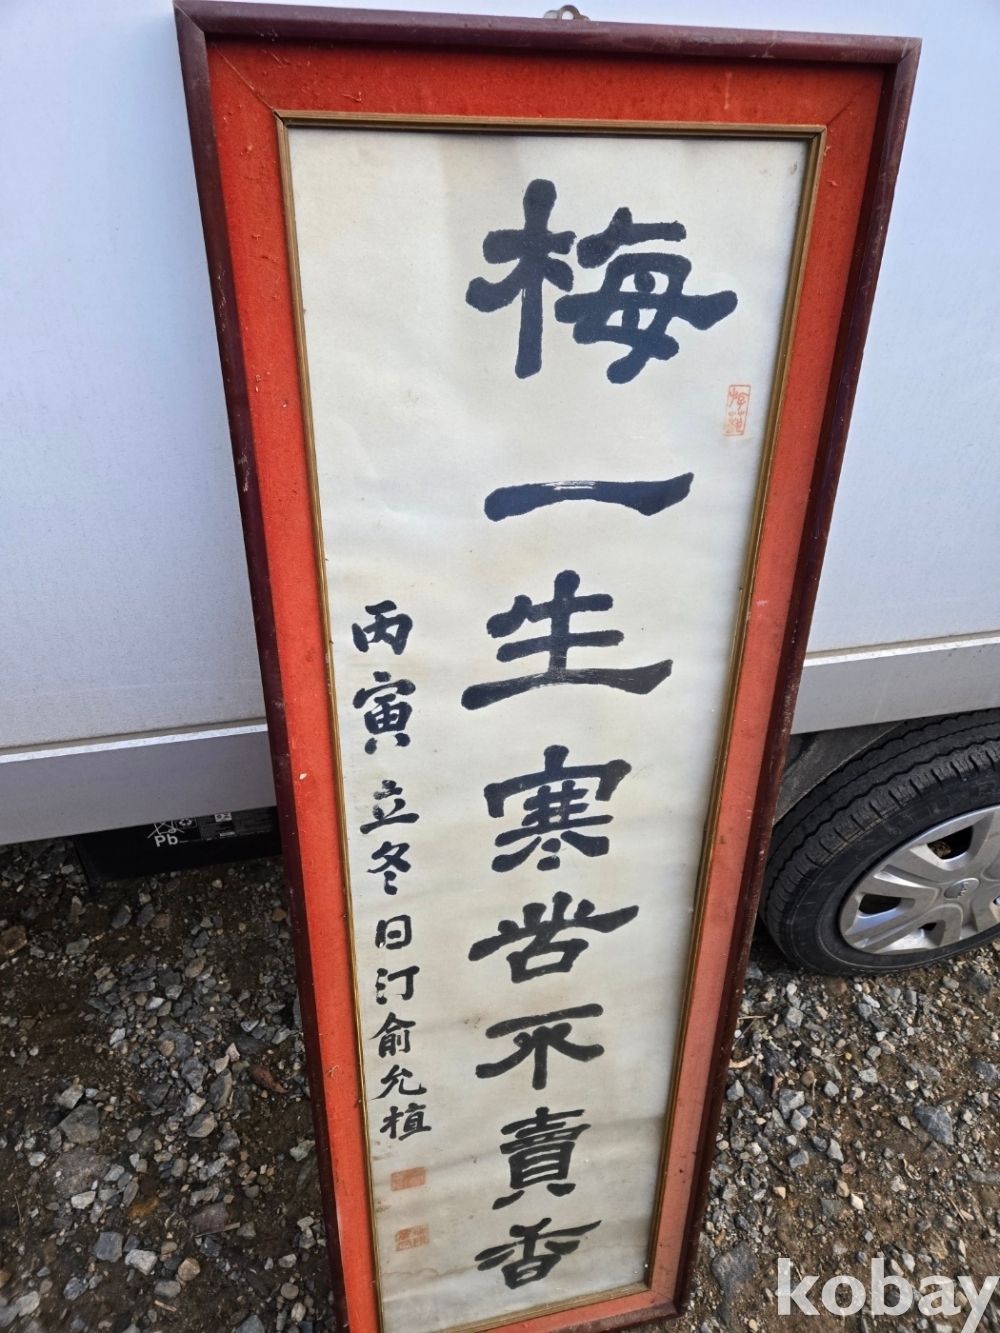 梅一生寒苦不賣香
丙寅立冬日汀俞允植
Pb
kobay